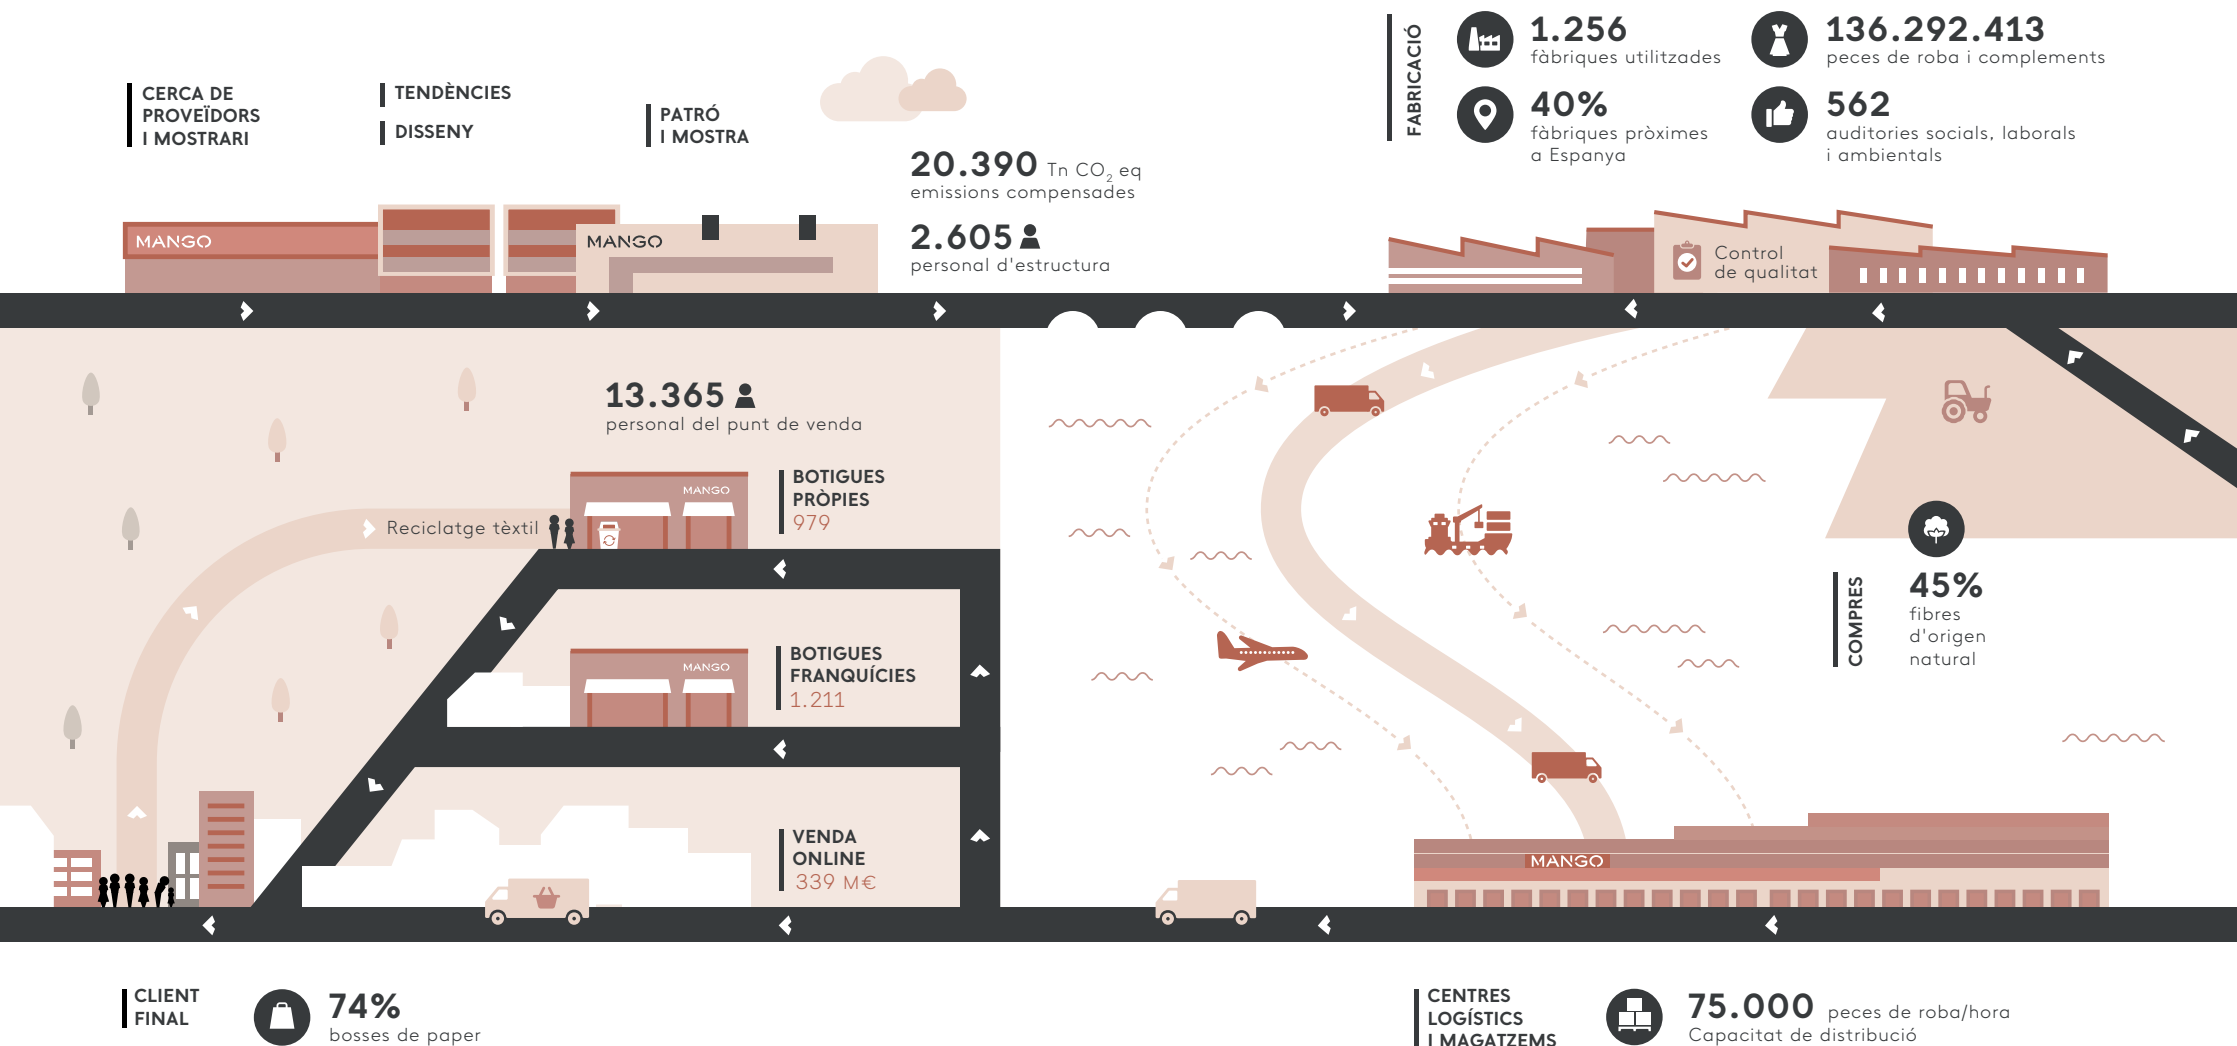 CERCA DE
PROVEÏDORS
I MOSTRARI
TENDÈNCIES
DISSENY
PATRÓ
I MOSTRA
20.390 Tn CO₂ eq
emissions compensades
2.605
personal d'estructura
FABRICACIÓ
1.256
fàbriques utilitzades
136.292.413
peces de roba i complements
40%
fàbriques pròximes
a Espanya
562
auditories socials, laborals
i ambientals
MANGO
MANGO
Control
de qualitat
13.365
personal del punt de venda
BOTIGUES
PRÒPIES
979
MANGO
Reciclatge tèxtil
BOTIGUES
FRANQUÍCIES
1.211
MANGO
VENDA
ONLINE
339 M€
COMPRES
45%
fibres
d'origen
natural
MANGO
CLIENT
FINAL
74%
bosses de paper
CENTRES
LOGÍSTICS
I MAGATZEMS
75.000 peces de roba/hora
Capacitat de distribució